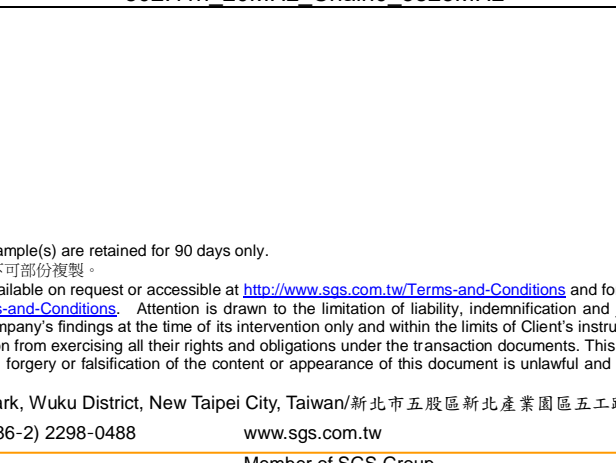 ample(s) are retained for 90 days only.
不可部份複製。
ailable on request or accessible at http://www.sgs.com.tw/Terms-and-Conditions and fo
s-and-Conditions. Attention is drawn to the limitation of liability, indemnification and
mpany's findings at the time of its intervention only and within the limits of Client's instru
on from exercising all their rights and obligations under the transaction documents. This
forgery or falsification of the content or appearance of this document is unlawful and
ark, Wuku District, New Taipei City, Taiwan/新北市五股區新北產業園區五工路
86-2) 2298-0488 www.sgs.com.tw
Member of SGS Group